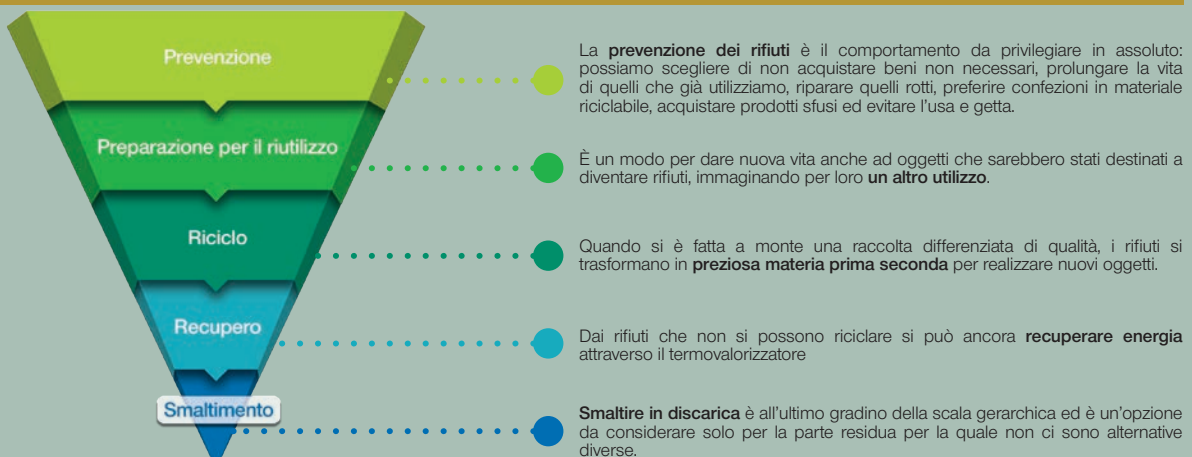 Prevenzione
La prevenzione dei rifiuti è il comportamento da privilegiare in assoluto:
possiamo scegliere di non acquistare beni non necessari, prolungare la vita
di quelli che già utilizziamo, riparare quelli rotti, preferire confezioni in materiale
riciclabile, acquistare prodotti sfusi ed evitare l'usa e getta.
Preparazione per il riutilizzo
È un modo per dare nuova vita anche ad oggetti che sarebbero stati destinati a
diventare rifiuti, immaginando per loro un altro utilizzo.
Riciclo
Quando si è fatta a monte una raccolta differenziata di qualità, i rifiuti si
trasformano in preziosa materia prima seconda per realizzare nuovi oggetti.
Recupero
Dai rifiuti che non si possono riciclare si può ancora recuperare energia
attraverso il termovalorizzatore
Smaltimento
Smaltire in discarica è all'ultimo gradino della scala gerarchica ed è un'opzione
da considerare solo per la parte residua per la quale non ci sono alternative
diverse.